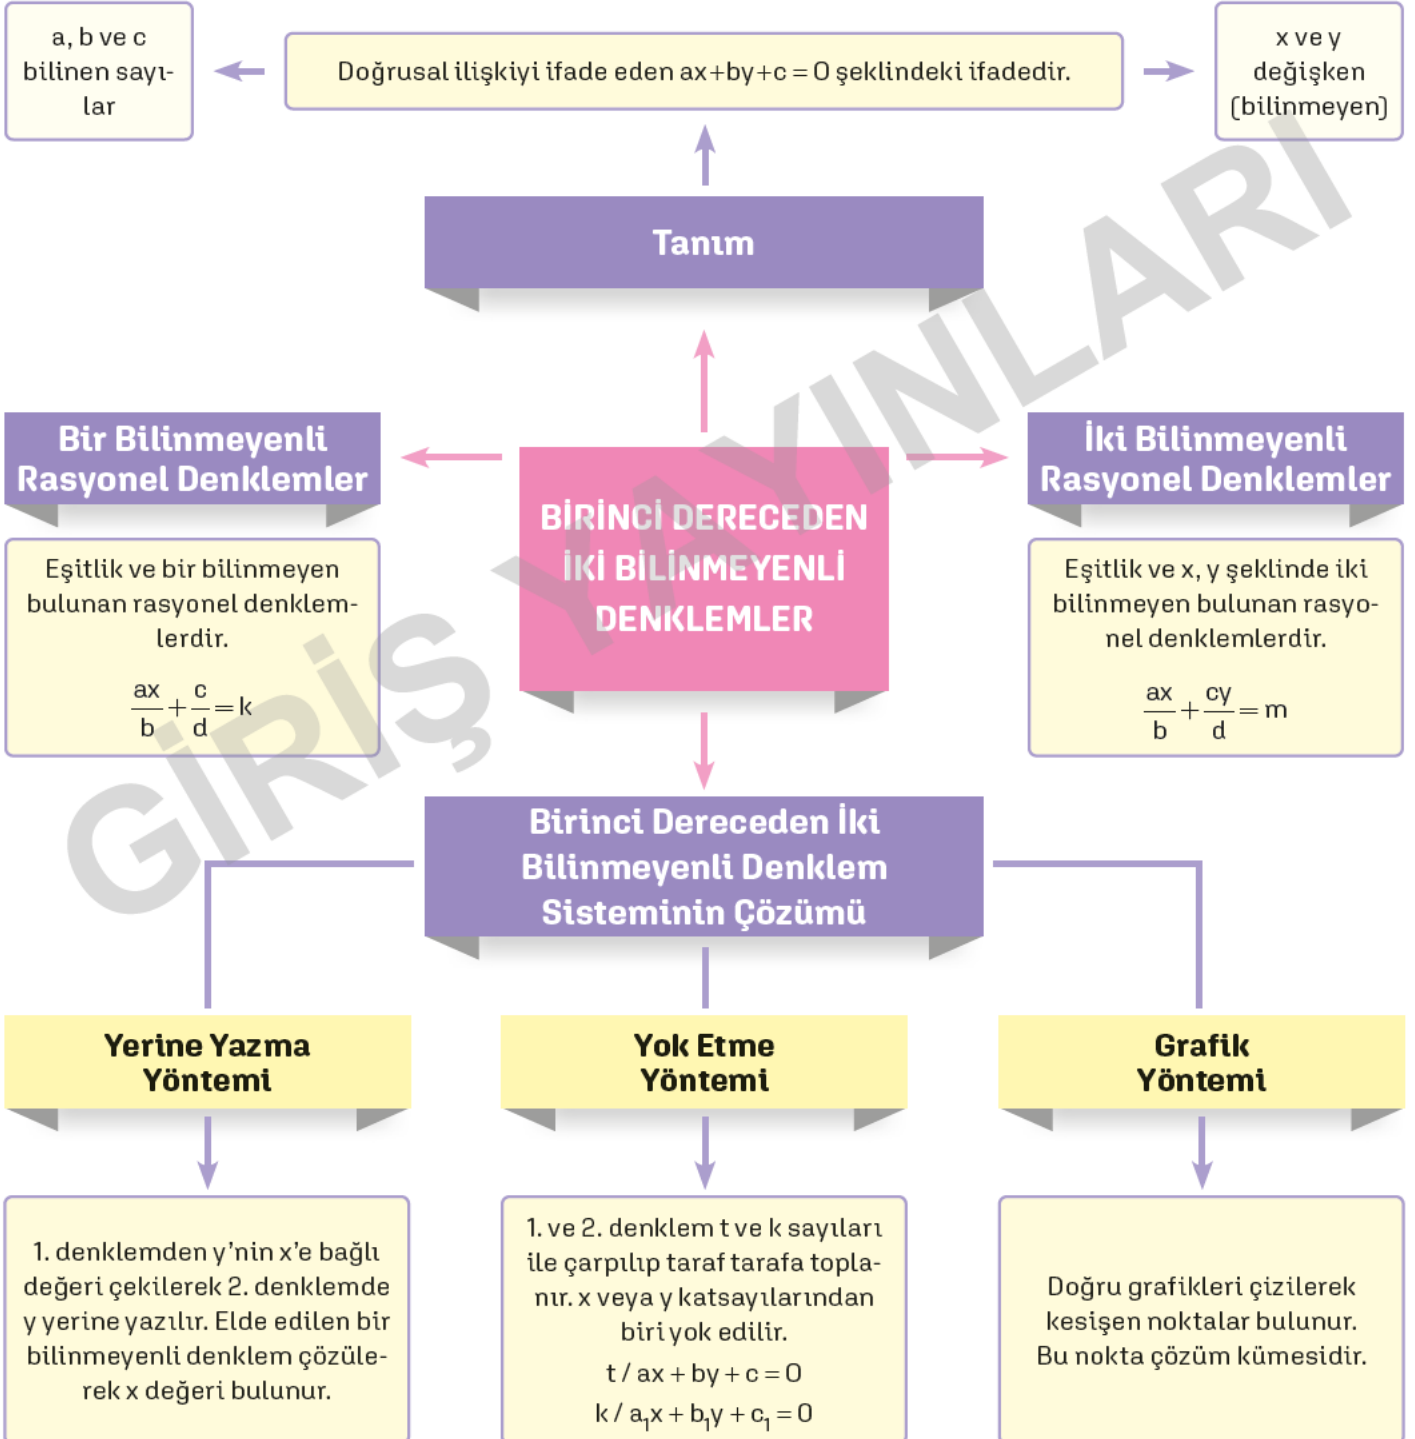 a, b ve c
bilinen sayı-
lar
Doğrusal ilişkiyi ifade eden ax+by+c = 0 şeklindeki ifadedir.
x ve y
değişken
(bilinmeyen)
Tanım
Bir Bilinmeyenli
Rasyonel Denklemler
Eşitlik ve bir bilinmeyen
bulunan rasyonel denklem-
lerdir.
ax/b + c/d = k
BİRİNCİ DERECEDEN
İKİ BİLİNMEYENLİ
DENKLEMLER
İki Bilinmeyenli
Rasyonel Denklemler
Eşitlik ve x, y şeklinde iki
bilinmeyen bulunan rasyo-
nel denklemlerdir.
ax/b + cy/d = m
GİRİŞ YAYINLARI
Birinci Dereceden İki
Bilinmeyenli Denklem
Sisteminin Çözümü
Yerine Yazma
Yöntemi
1. denklemden y’nin x’e bağlı
değeri çekilerek 2. denklemde
y yerine yazılır. Elde edilen bir
bilinmeyenli denklem çözüle-
rek x değeri bulunur.
Yok Etme
Yöntemi
1. ve 2. denklem t ve k sayıları
ile çarpılıp taraf tarafa topla-
nır. x veya y katsayılarından
biri yok edilir.
t / ax + by + c = 0
k / a₁x + b₁y + c₁ = 0
Grafik
Yöntemi
Doğru grafikleri çizilerek
kesişen noktalar bulunur.
Bu nokta çözüm kümesidir.